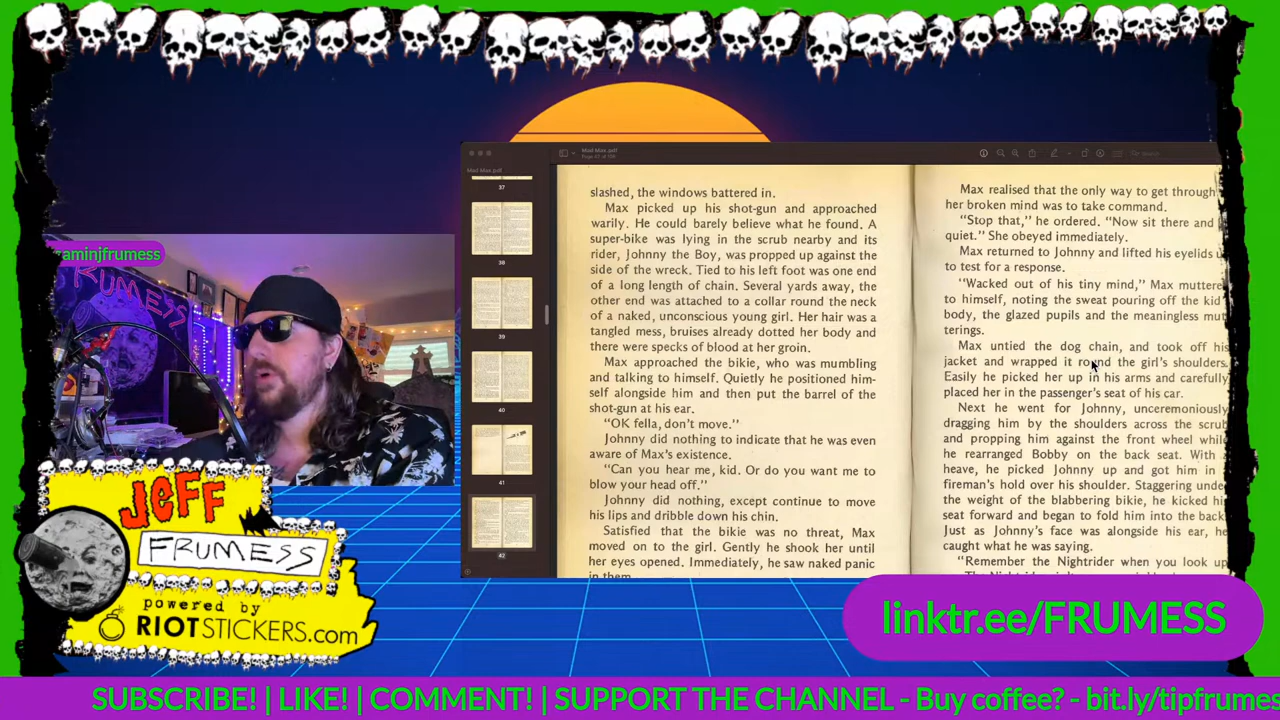 Mad Max.pdf
Mad Max.pdf
37
38
39
40
41
42
slashed, the windows battered in.
Max picked up his shot-gun and approached
warily. He could barely believe what he found. A
super-bike was lying in the scrub nearby and its
rider, Johnny the Boy, was propped up against the
side of the wreck. Tied to his left foot was one end
of a long length of chain. Several yards away, the
other end was attached to a collar round the neck
of a naked, unconscious young girl. Her hair was a
tangled mess, bruises already dotted her body and
there were specks of blood at her groin.
Max approached the bikie, who was mumbling
and talking to himself. Quietly he positioned him-
self alongside him and then put the barrel of the
shot-gun at his ear.
"OK fella, don't move."
Johnny did nothing to indicate that he was even
aware of Max's existence.
"Can you hear me, kid. Or do you want me to
blow your head off."
Johnny did nothing, except continue to move
his lips and dribble down his chin.
Satisfied that the bikie was no threat, Max
moved on to the girl. Gently he shook her until
her eyes opened. Immediately, he saw naked panic
in them
Max realised that the only way to get through
her broken mind was to take command.
"Stop that," he ordered. "Now sit there and
quiet." She obeyed immediately.
Max returned to Johnny and lifted his eyelids u
to test for a response.
"Wacked out of his tiny mind," Max muttere
to himself, noting the sweat pouring off the kid'
body, the glazed pupils and the meaningless mut
terings.
Max untied the dog chain, and took off his
jacket and wrapped it round the girl's shoulders.
Easily he picked her up in his arms and carefully
placed her in the passenger's seat of his car.
Next he went for Johnny, unceremoniously
dragging him by the shoulders across the scrub
and propping him against the front wheel while
he rearranged Bobby on the back seat. With
heave, he picked Johnny up and got him in
fireman's hold over his shoulder. Staggering unde
the weight of the blabbering bikie, he kicked hi
seat forward and began to fold him into the back
Just as Johnny's face was alongside his ear, he
caught what he was saying.
"Remember the Nightrider when you look up
raminjfrumess
FRUMESS
JEFF
FRUMESS
powered by
RIOTSTICKERS.com
linktr.ee/FRUMESS
SUBSCRIBE! | LIKE! | COMMENT! | SUPPORT THE CHANNEL - Buy coffee? - bit.ly/tipfrumes